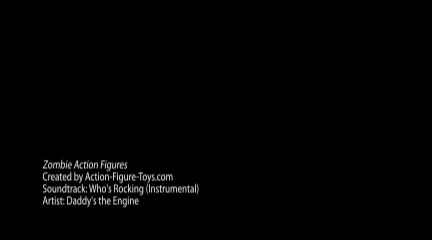 Zombie Action Figures
Created by Action-Figure-Toys.com
Soundtrack: Who's Rocking (Instrumental)
Artist: Daddy's the Engine